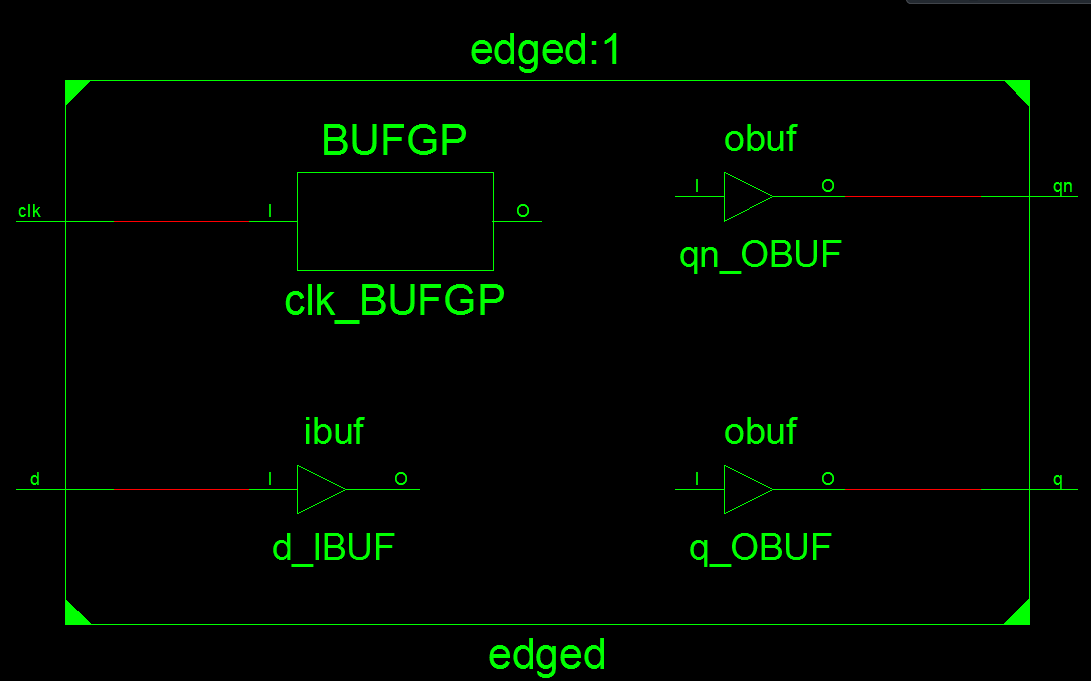 edged:1
BUFGP
obuf
I
O
qn
clk
I
O
qn_OBUF
clk_BUFGP
ibuf
obuf
d
I
O
I
O
q
d_IBUF
q_OBUF
edged